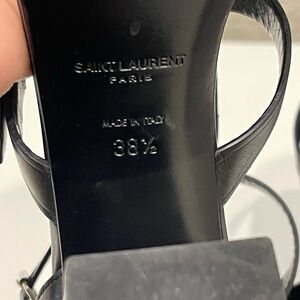 SAINT LAURENT
PARIS
MADE IN ITALY
38½